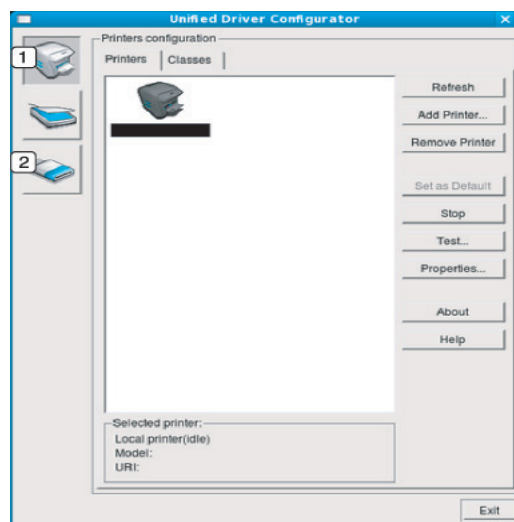 Unified Driver Configurator
Printers configuration
1
Printers
Classes
Refresh
Add Printer...
Remove Printer
2
Set as Default
Stop
Test...
Properties...
About
Help
Selected printer:
Local printer(idle)
Model:
URI:
Exit